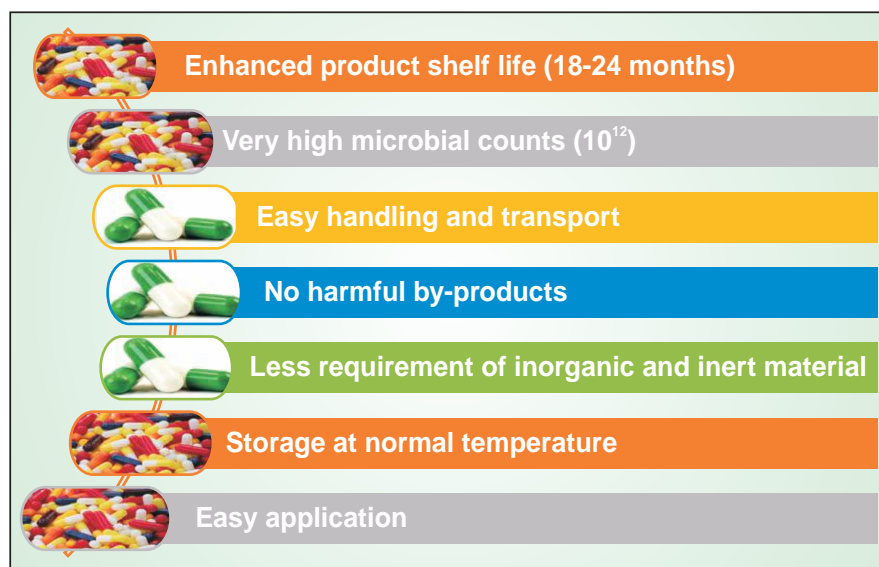 Enhanced product shelf life (18-24 months)
Very high microbial counts (10¹²)
Easy handling and transport
No harmful by-products
Less requirement of inorganic and inert material
Storage at normal temperature
Easy application